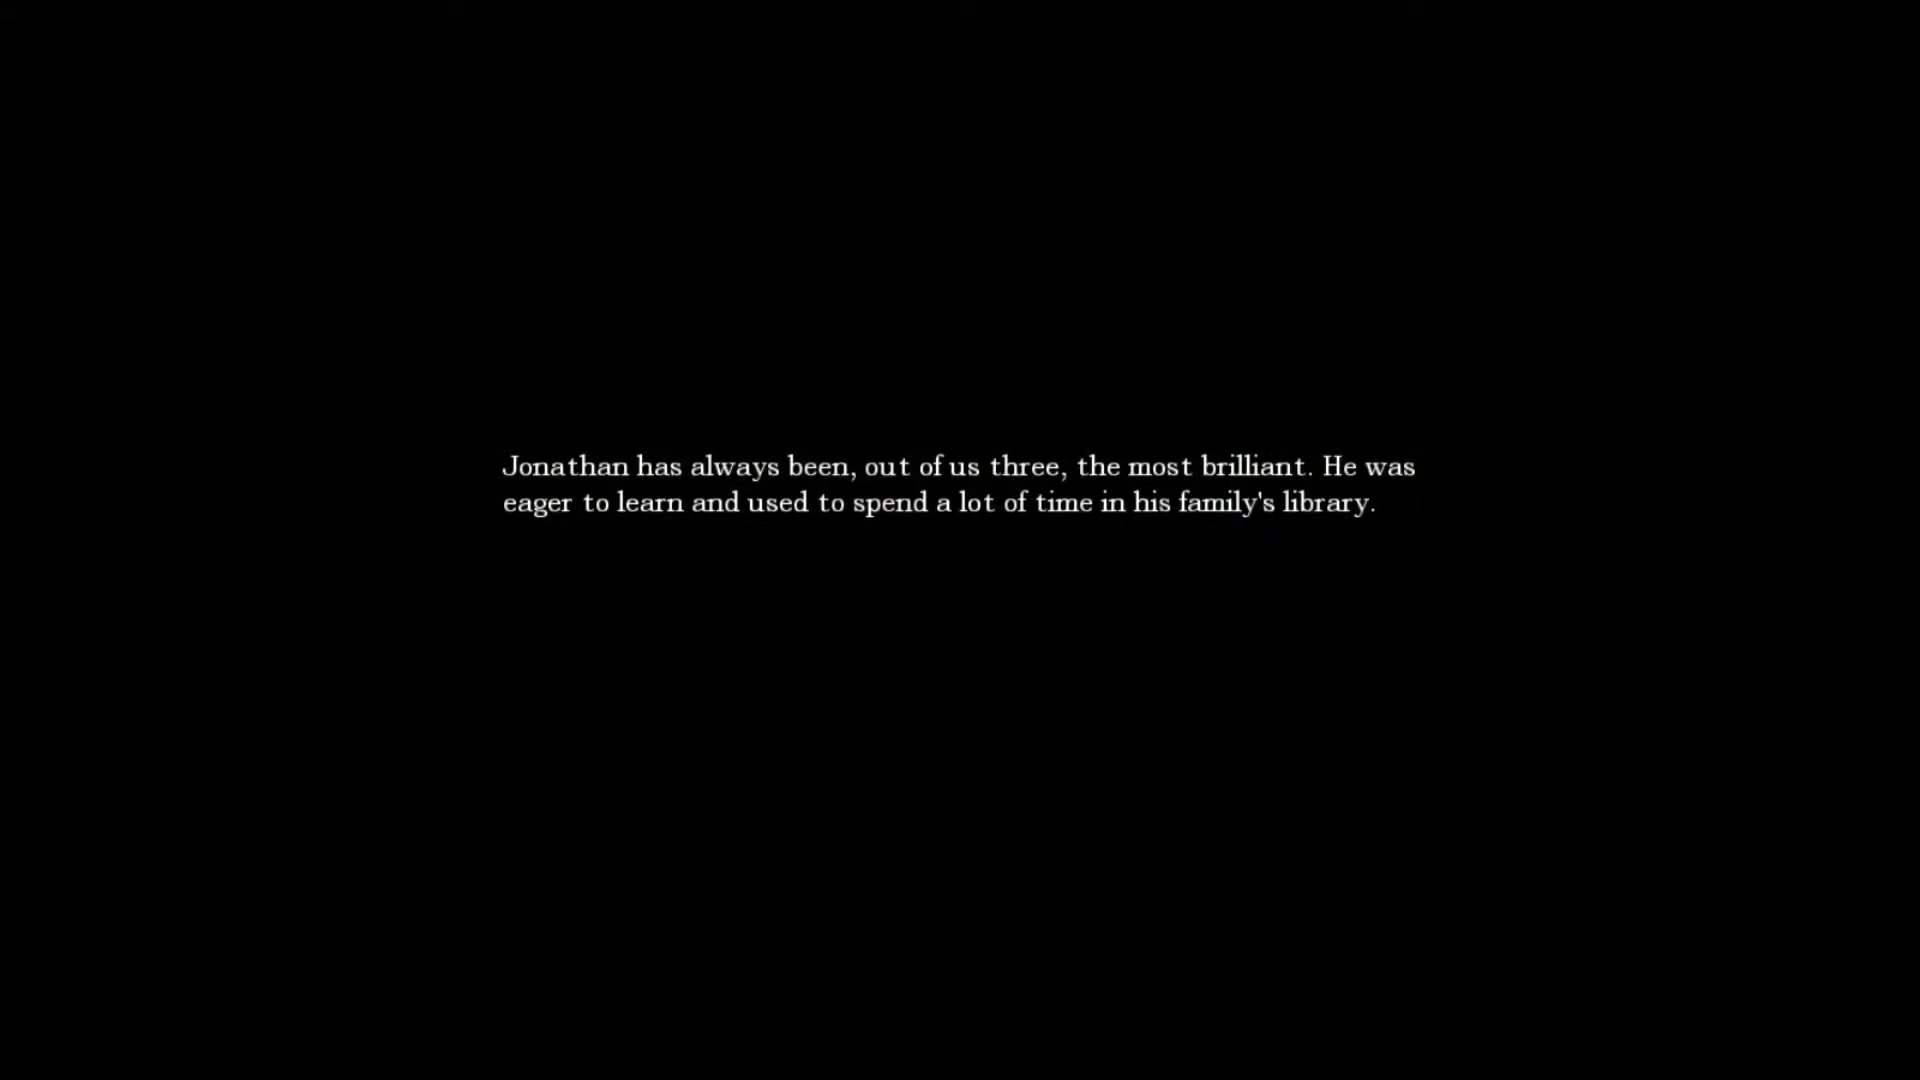 Jonathan has always been, out of us three, the most brilliant. He was
eager to learn and used to spend a lot of time in his family's library.